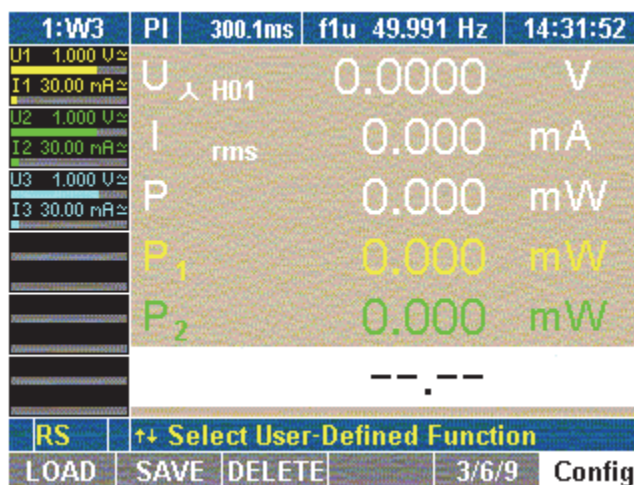 1:W3 PI 300.1ms f1u 49.991 Hz 14:31:52
U1 1.000 V≃
I1 30.00 mA≃
U2 1.000 V≃
I2 30.00 mA≃
U3 1.000 V≃
I3 30.00 mA≃
U ⅄ H01 0.0000 V
I rms 0.000 mA
P 0.000 mW
P1 0.000 mW
P2 0.000 mW
--.--
RS ↑↓ Select User-Defined Function
LOAD SAVE DELETE 3/6/9 Config